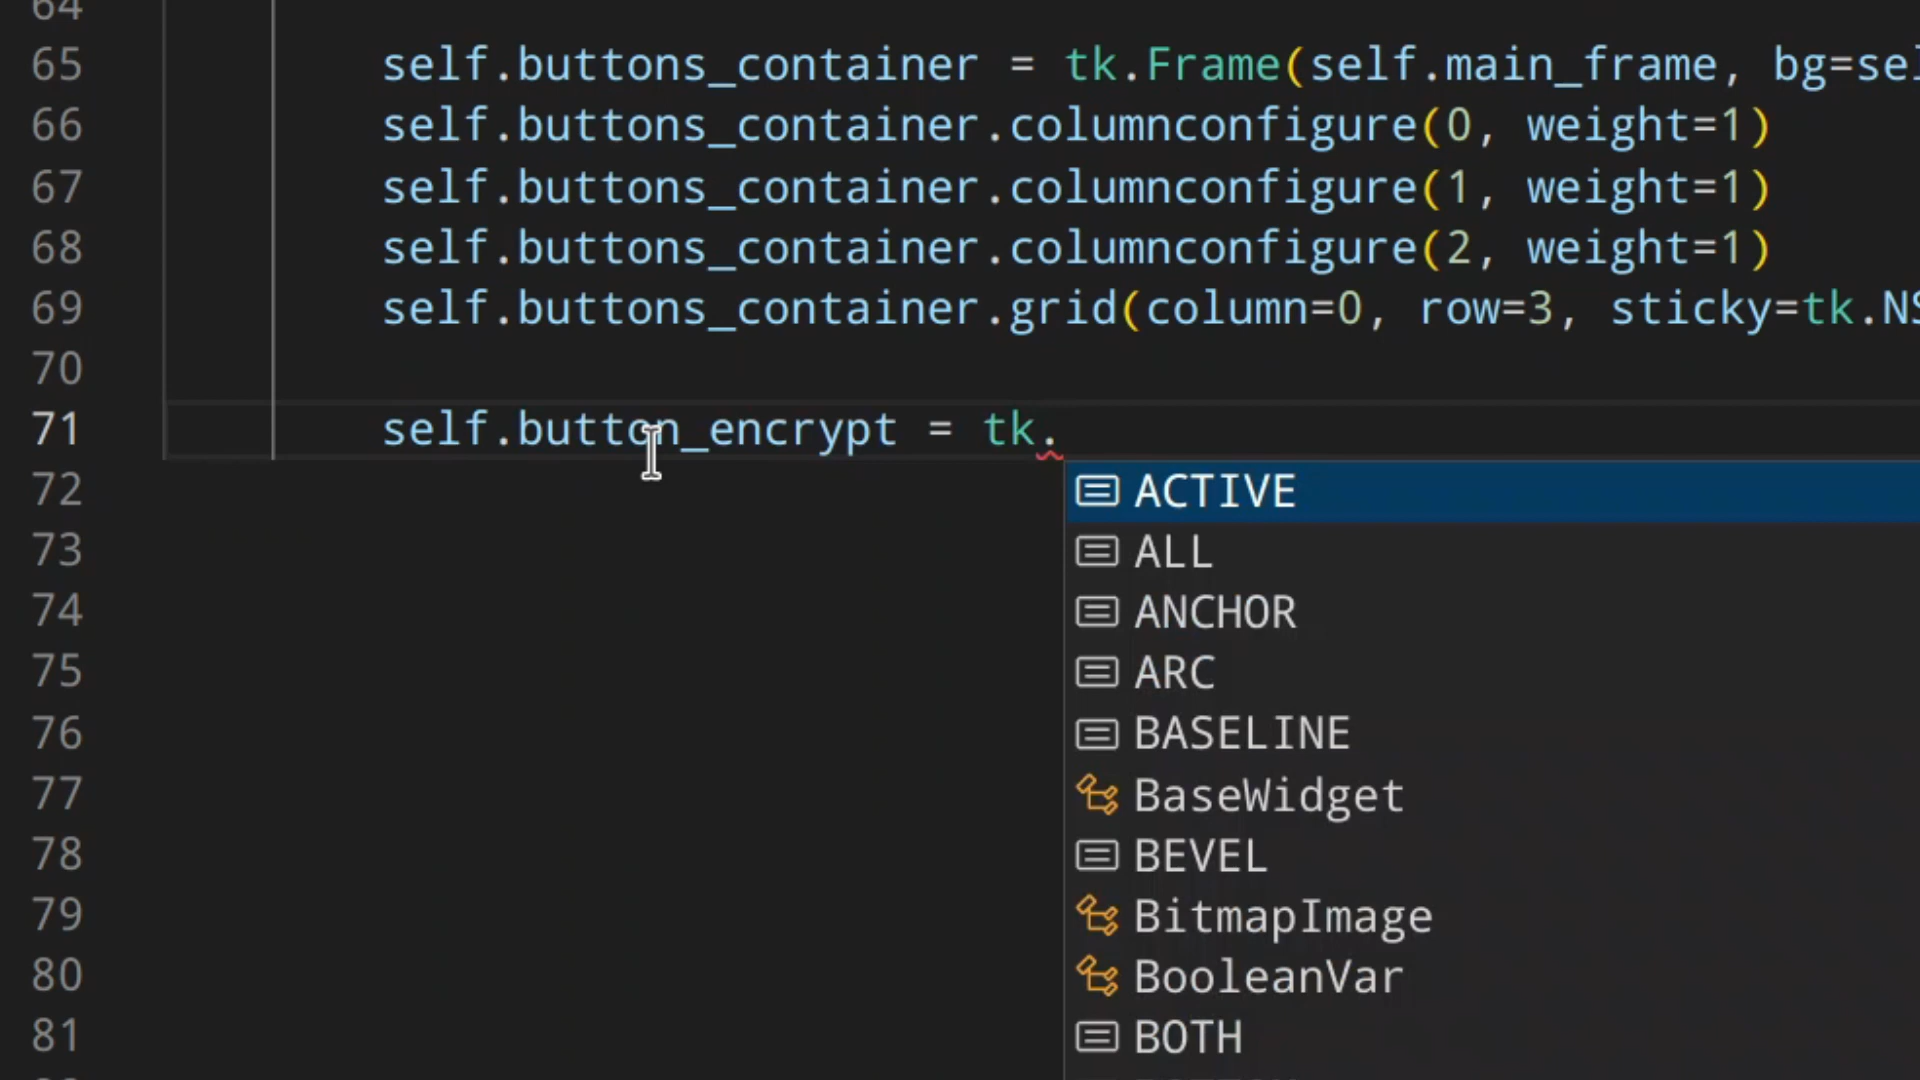 64
65 self.buttons_container = tk.Frame(self.main_frame, bg=sel
66 self.buttons_container.columnconfigure(0, weight=1)
67 self.buttons_container.columnconfigure(1, weight=1)
68 self.buttons_container.columnconfigure(2, weight=1)
69 self.buttons_container.grid(column=0, row=3, sticky=tk.NS
70
71 self.button_encrypt = tk.
72 ACTIVE
73 ALL
74 ANCHOR
75 ARC
76 BASELINE
77 BaseWidget
78 BEVEL
79 BitmapImage
80 BooleanVar
81 BOTH